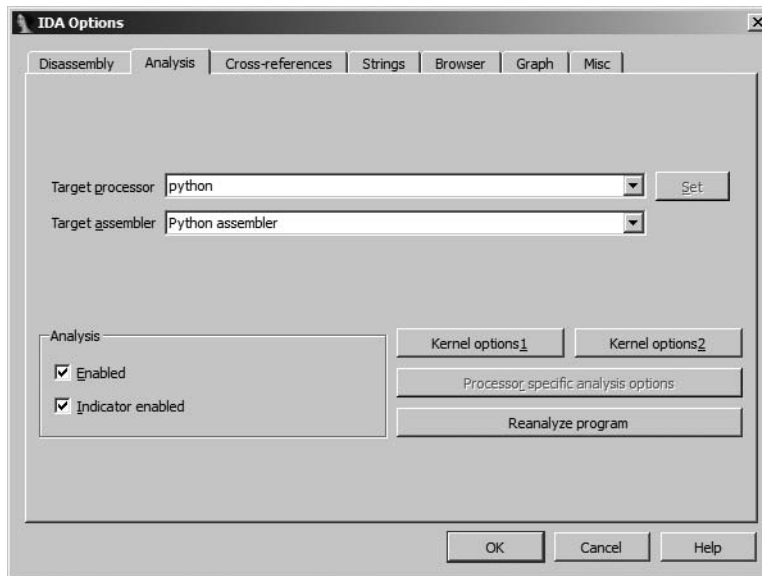 IDA Options
Disassembly Analysis Cross-references Strings Browser Graph Misc
Target processor python Set
Target assembler Python assembler
Analysis
Kernel options1 Kernel options2
Enabled
Processor specific analysis options
Indicator enabled
Reanalyze program
OK Cancel Help